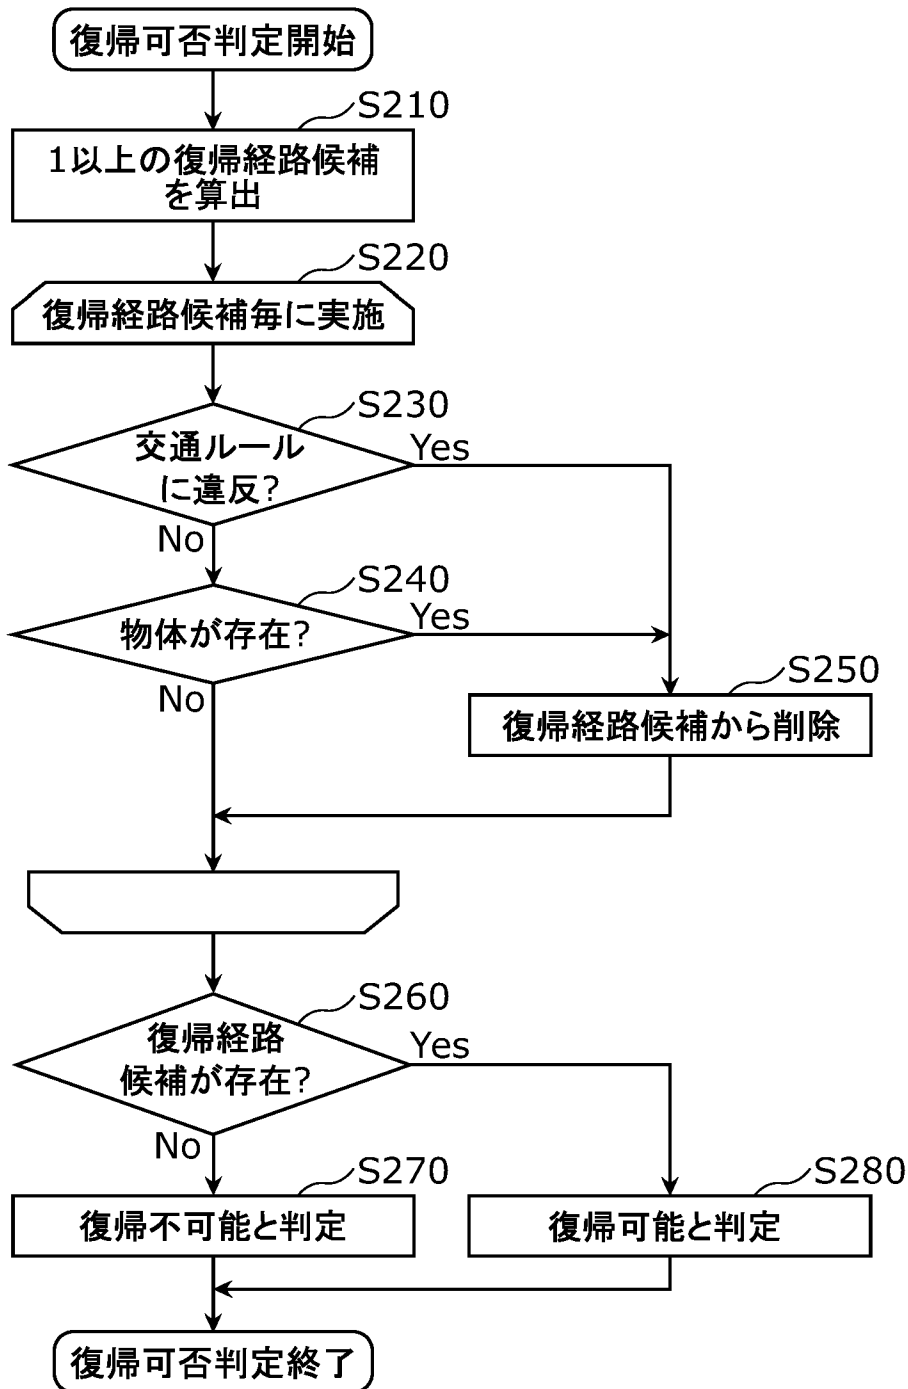 復帰可否判定開始
S210
1以上の復帰経路候補
を算出
S220
復帰経路候補毎に実施
S230
交通ルール
に違反?
Yes
No
S240
物体が存在?
Yes
No
S250
復帰経路候補から削除
S260
復帰経路
候補が存在?
Yes
No
S270
復帰不可能と判定
S280
復帰可能と判定
復帰可否判定終了